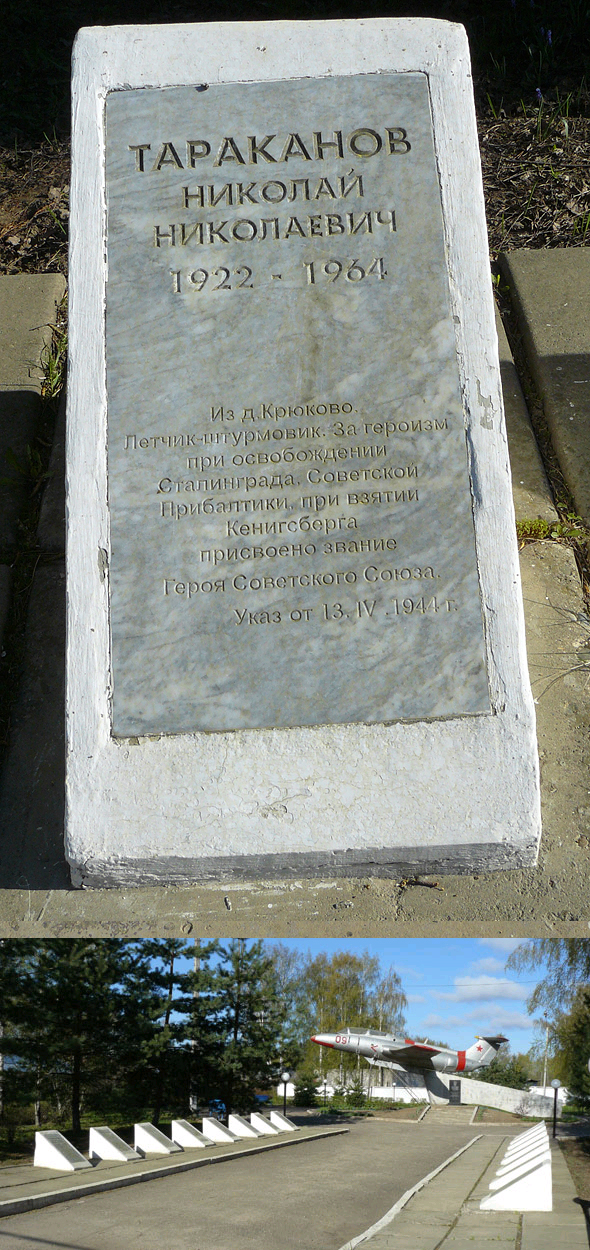 ТАРАКАНОВ
НИКОЛАЙ
НИКОЛАЕВИЧ
1922 - 1964
Из д.Крюково.
Летчик-штурмовик. За героизм
при освобождении
Сталинграда, Советской
Прибалтики, при взятии
Кенигсберга
присвоено звание
Героя Советского Союза.
Указ от 13.IV.1944 г.